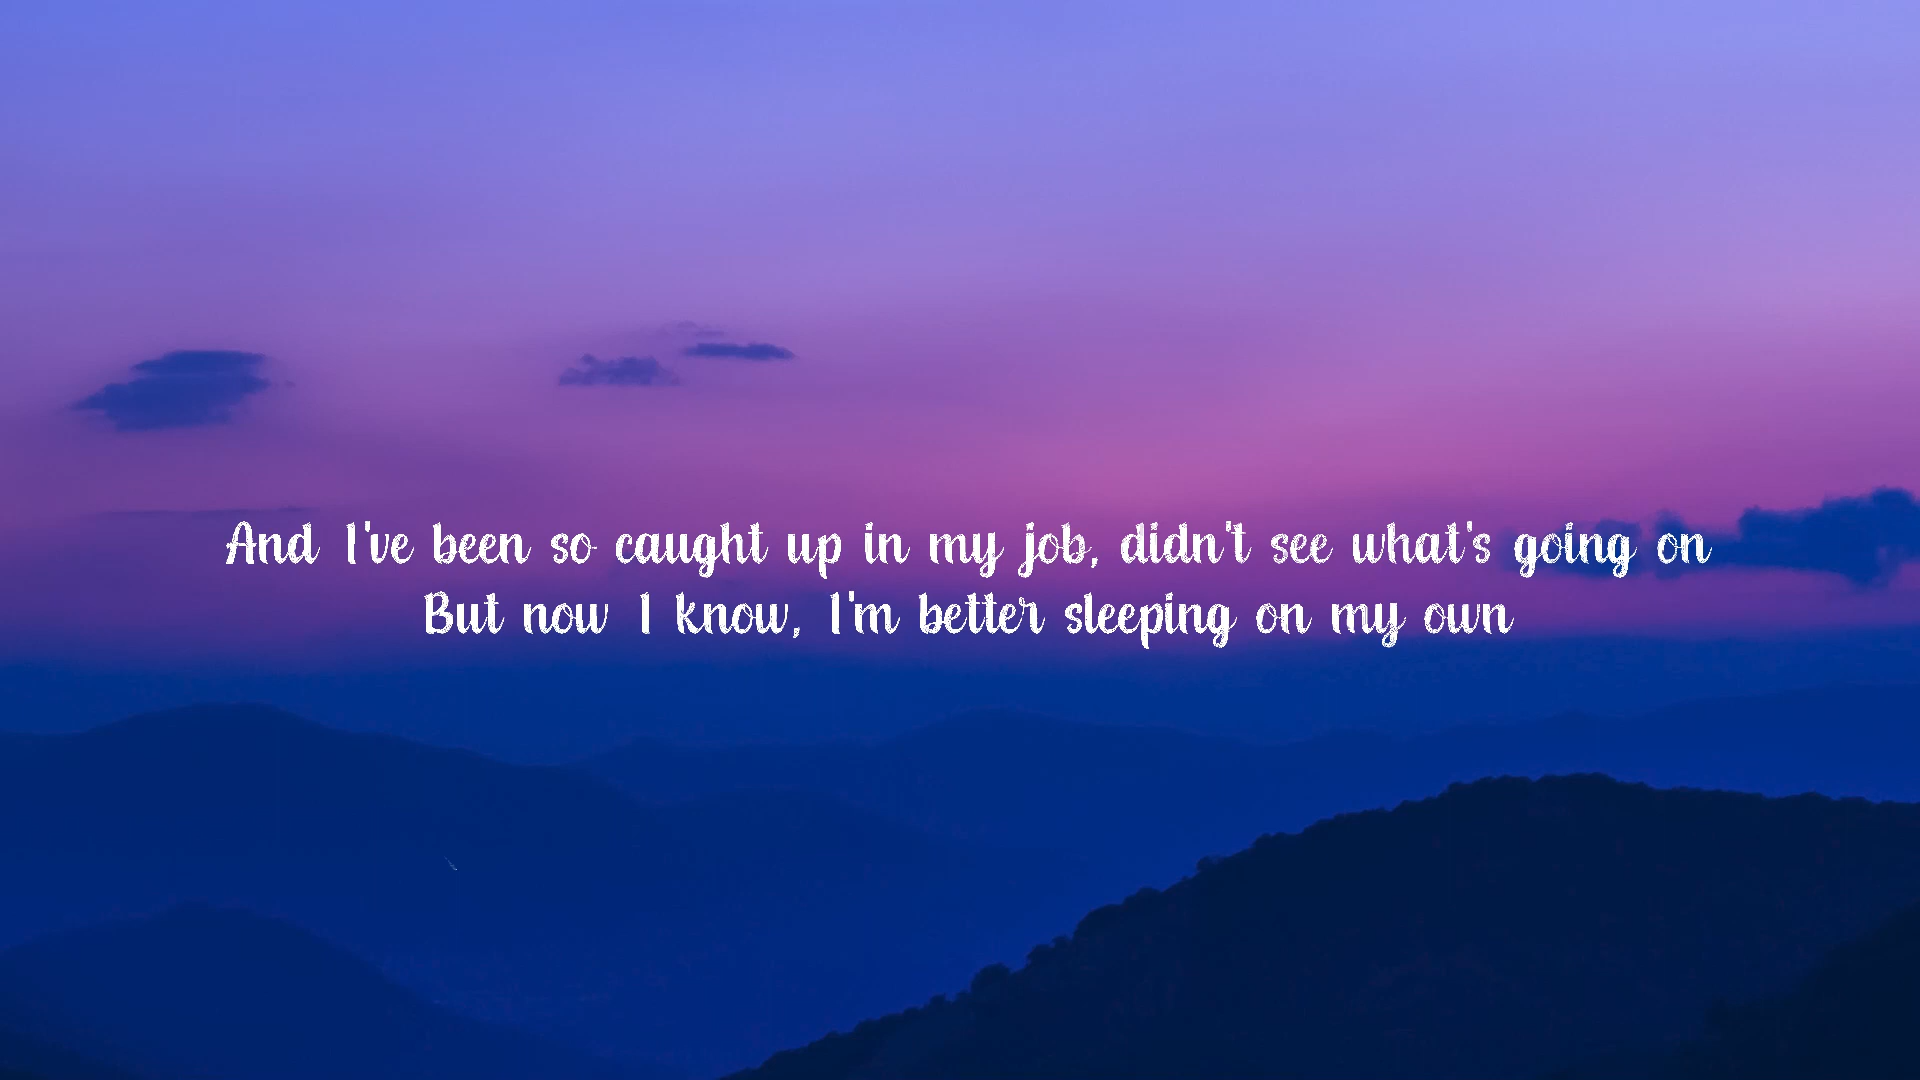 And I've been so caught up in my job, didn't see what's going on
But now I know, I'm better sleeping on my own